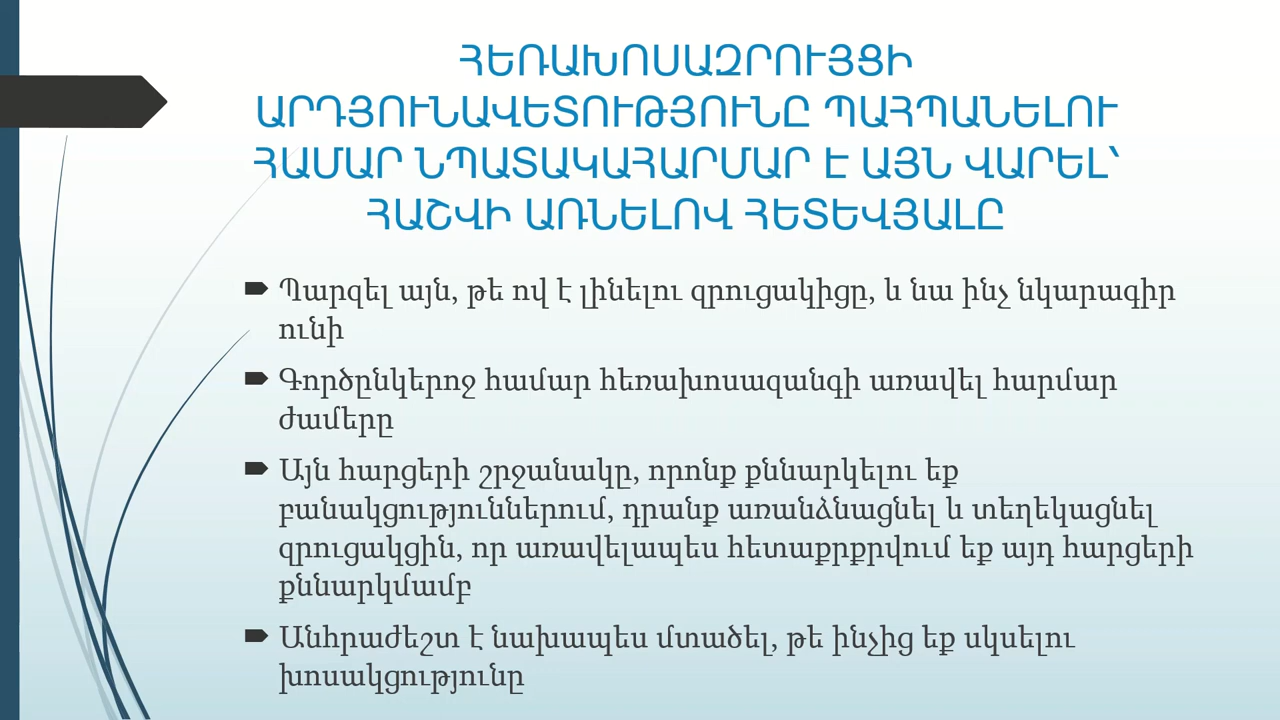 ՀԵՌԱԽՈՍԱԶՐՈՒՅՑԻ
ԱՐԴՅՈՒՆԱՎԵՏՈՒԹՅՈՒՆԸ ՊԱՀՊԱՆԵԼՈՒ
ՀԱՄԱՐ ՆՊԱՏԱԿԱՀԱՐՄԱՐ Է ԱՅՆ ՎԱՐԵԼ՝
ՀԱՇՎԻ ԱՌՆԵԼՈՎ ՀԵՏԵՎՅԱԼԸ
Պարզել այն, թե ով է լինելու զրուցակիցը, և նա ինչ նկարագիր
ունի
Գործընկերոջ համար հեռախոսազանգի առավել հարմար
ժամերը
Այն հարցերի շրջանակը, որոնք քննարկելու եք
բանակցություններում, դրանք առանձնացնել և տեղեկացնել
զրուցակցին, որ առավելապես հետաքրքրվում եք այդ հարցերի
քննարկմամբ
Անհրաժեշտ է նախապես մտածել, թե ինչից եք սկսելու
խոսակցությունը